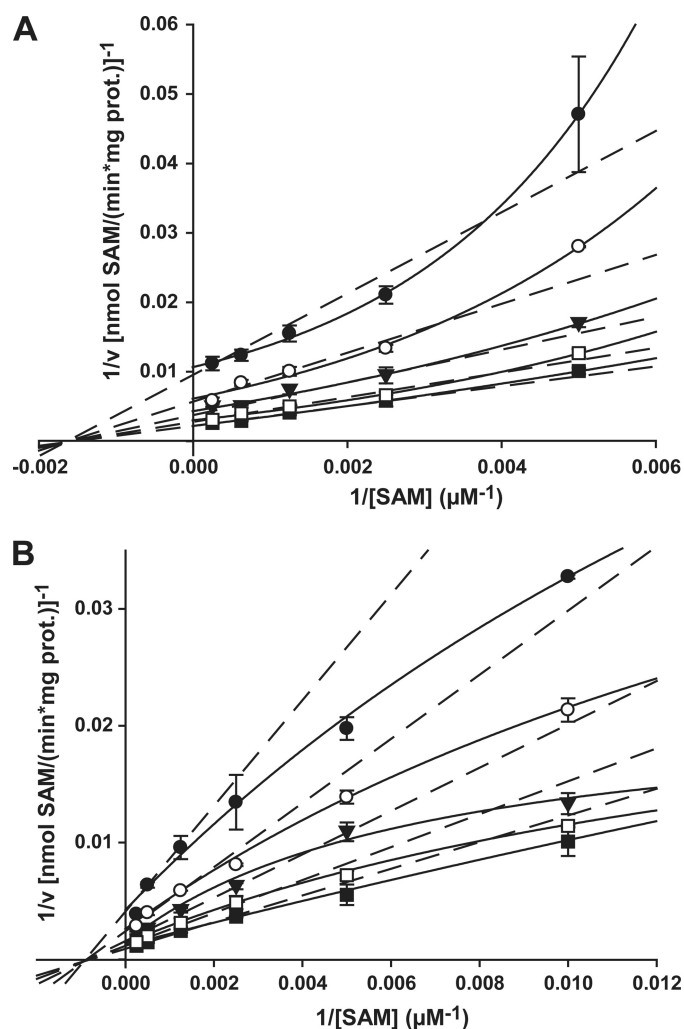 A
0.06
0.05
0.04
0.03
0.02
0.01
1/v [nmol SAM/(min*mg prot.)]-1
-0.002 0.000 0.002 0.004 0.006
1/[SAM] (µM-1)
B
0.03
0.02
0.01
1/v [nmol SAM/(min*mg prot.)]-1
0.000 0.002 0.004 0.006 0.008 0.010 0.012
1/[SAM] (µM-1)